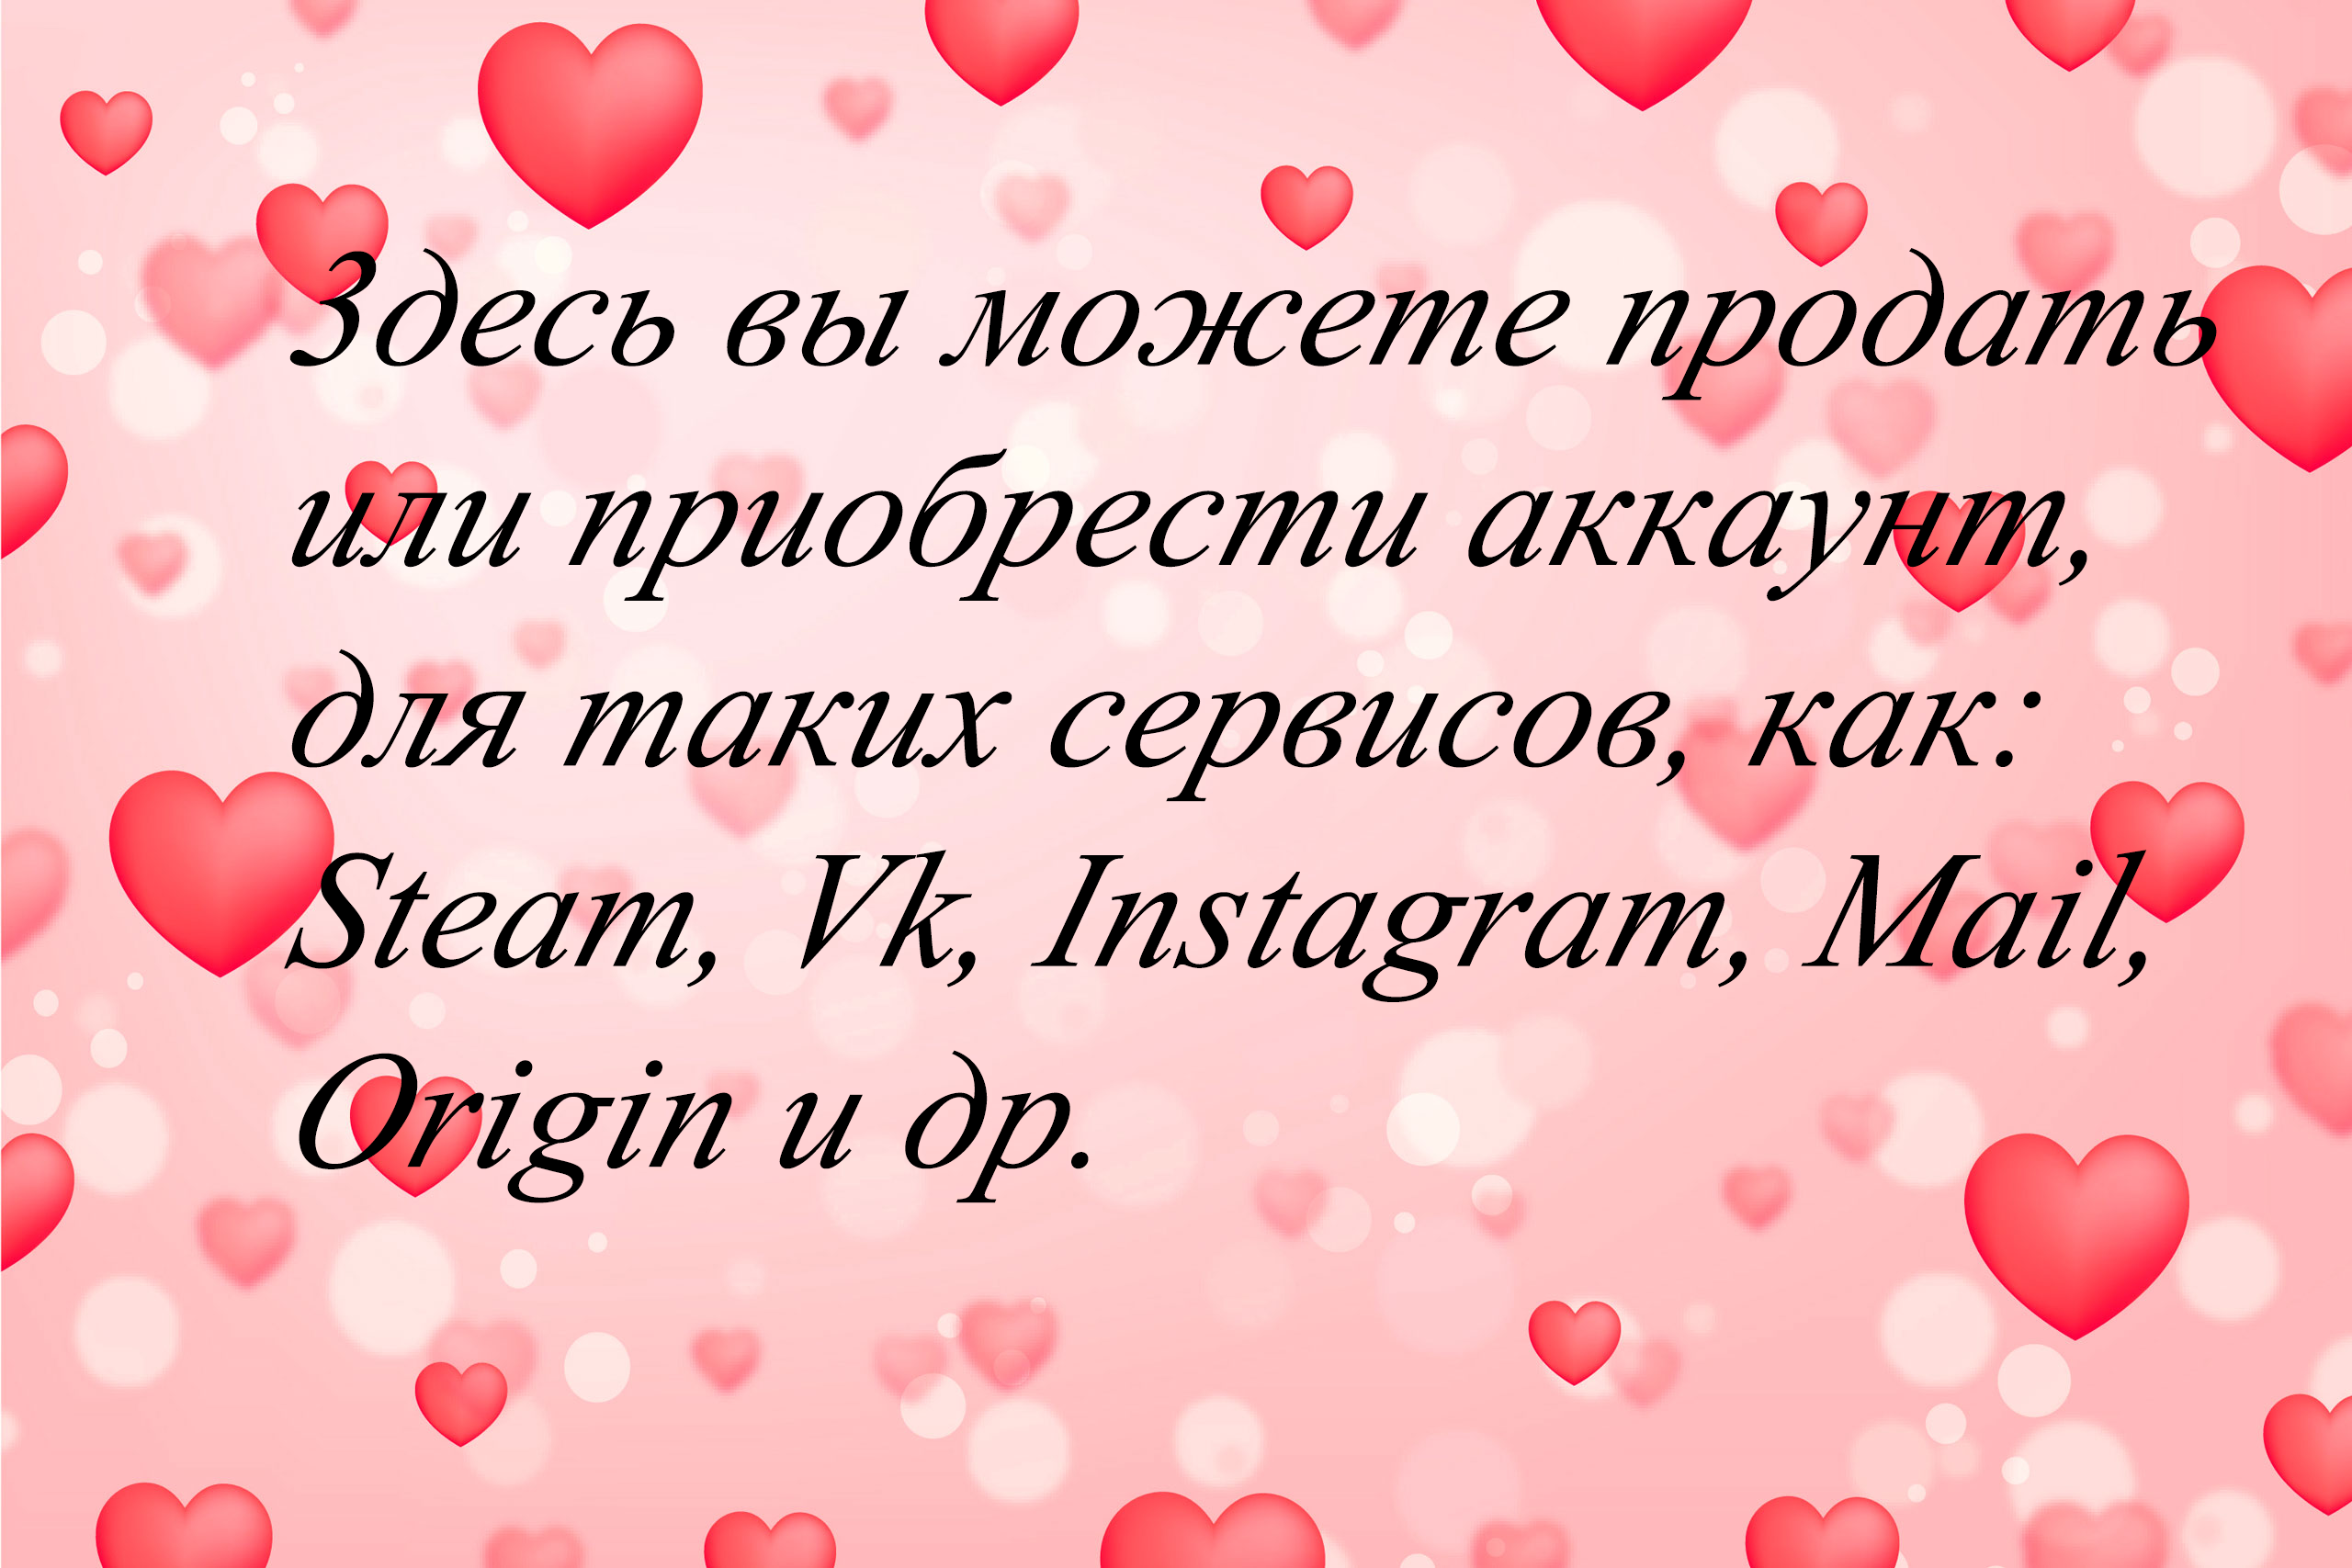 Здесь вы можете продать
или приобрести аккаунт,
для таких сервисов, как:
Steam, Vk, Instagram, Mail,
Origin и др.